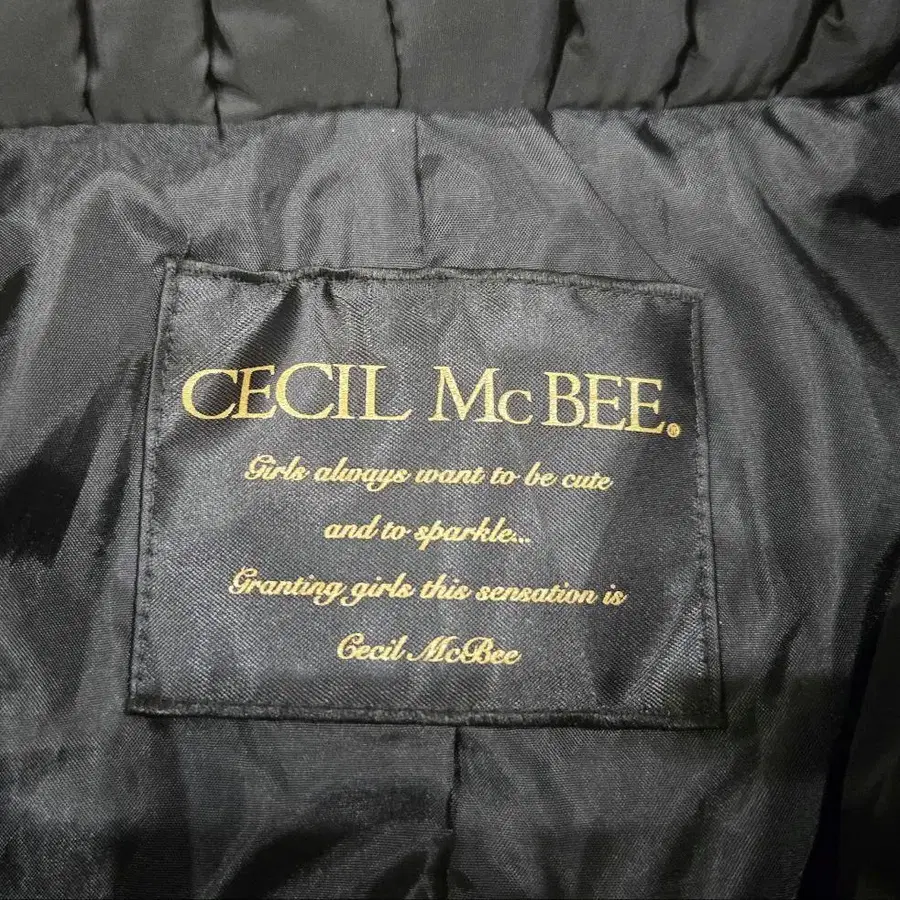 CECIL McBEE®
Girls always want to be cute
and to sparkle...
Granting girls this sensation is
Cecil McBee